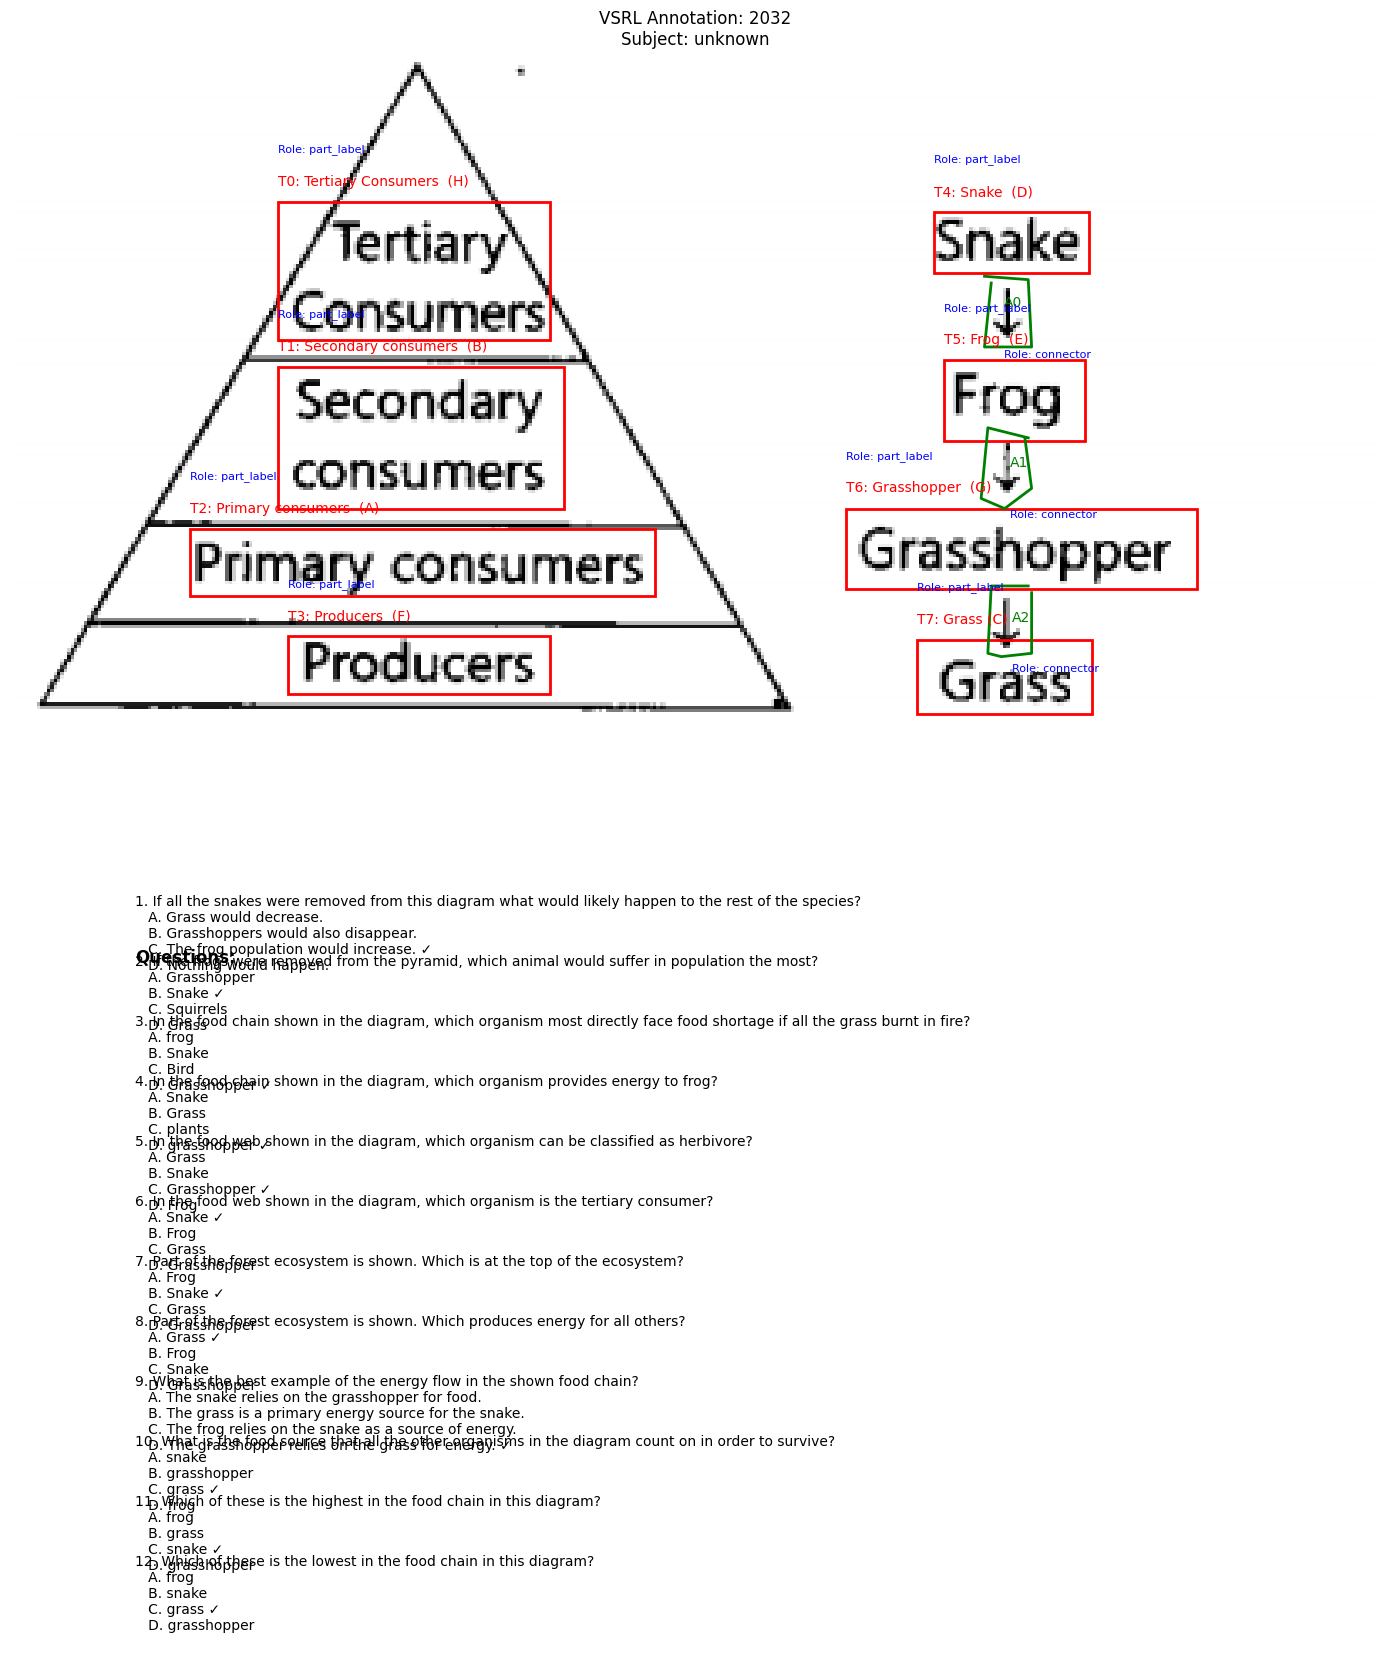 VSRL Annotation: 2032
Subject: unknown
Role: part_label
T0: Tertiary Consumers (H)
Tertiary
Consumers
Role: part_label
T1: Secondary consumers (B)
Secondary
consumers
Role: part_label
T2: Primary consumers (A)
Primary consumers
Role: part_label
T3: Producers (F)
Producers
Role: part_label
T4: Snake (D)
Snake
A0
Role: part_label
T5: Frog (E)
Role: connector
Frog
Role: part_label
A1
T6: Grasshopper (G)
Role: connector
Grasshopper
Role: part_label
T7: Grass (C)
A2
Role: connector
Grass
Questions:
1. If all the snakes were removed from this diagram what would likely happen to the rest of the species?
A. Grass would decrease.
B. Grasshoppers would also disappear.
C. The frog population would increase. ✓
D. Nothing would happen.
2. If the frogs were removed from the pyramid, which animal would suffer in population the most?
A. Grasshopper
B. Snake ✓
C. Squirrels
D. Grass
3. In the food chain shown in the diagram, which organism most directly face food shortage if all the grass burnt in fire?
A. frog
B. Snake
C. Bird
D. Grasshopper ✓
4. In the food chain shown in the diagram, which organism provides energy to frog?
A. Snake
B. Grass
C. plants
D. grasshopper ✓
5. In the food web shown in the diagram, which organism can be classified as herbivore?
A. Grass
B. Snake
C. Grasshopper ✓
D. Frog
6. In the food web shown in the diagram, which organism is the tertiary consumer?
A. Snake ✓
B. Frog
C. Grass
D. Grasshopper
7. Part of the forest ecosystem is shown. Which is at the top of the ecosystem?
A. Frog
B. Snake ✓
C. Grass
D. Grasshopper
8. Part of the forest ecosystem is shown. Which produces energy for all others?
A. Grass ✓
B. Frog
C. Snake
D. Grasshopper
9. What is the best example of the energy flow in the shown food chain?
A. The snake relies on the grasshopper for food.
B. The grass is a primary energy source for the snake.
C. The frog relies on the snake as a source of energy.
D. The grasshopper relies on the grass for energy. ✓
10. What is the food source that all the other organisms in the diagram count on in order to survive?
A. snake
B. grasshopper
C. grass ✓
D. frog
11. Which of these is the highest in the food chain in this diagram?
A. frog
B. grass
C. snake ✓
D. grasshopper
12. Which of these is the lowest in the food chain in this diagram?
A. frog
B. snake
C. grass ✓
D. grasshopper